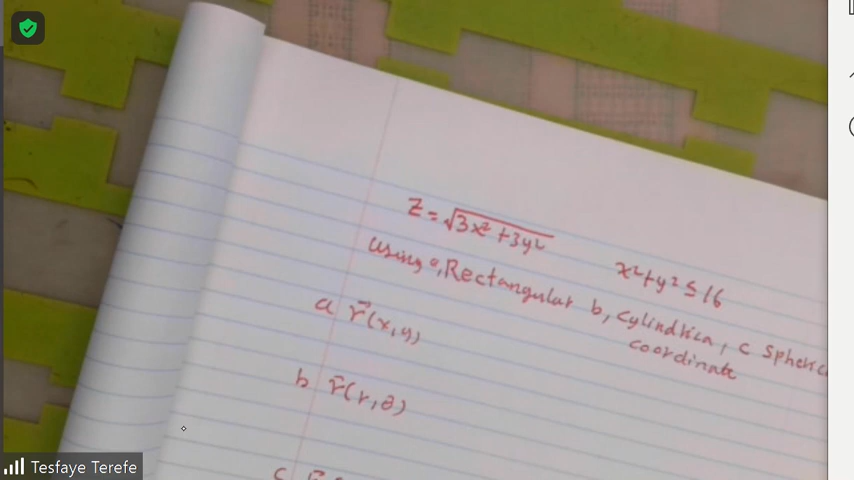 z = √3x² + 3y²   x² + y² ≤ 16
Using a, Rectangular b, cylindrica, c spheric
coordinate
a r⃗(x,y)
b r⃗(r,θ)
c
Tesfaye Terefe